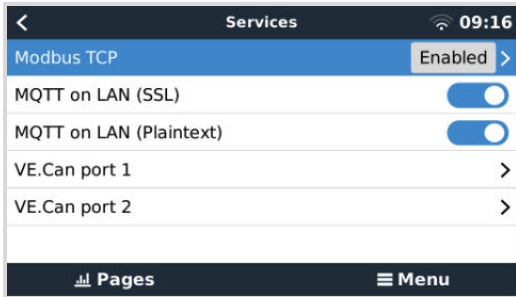 Services 09:16
Modbus TCP Enabled
MQTT on LAN (SSL)
MQTT on LAN (Plaintext)
VE.Can port 1
VE.Can port 2
Pages Menu